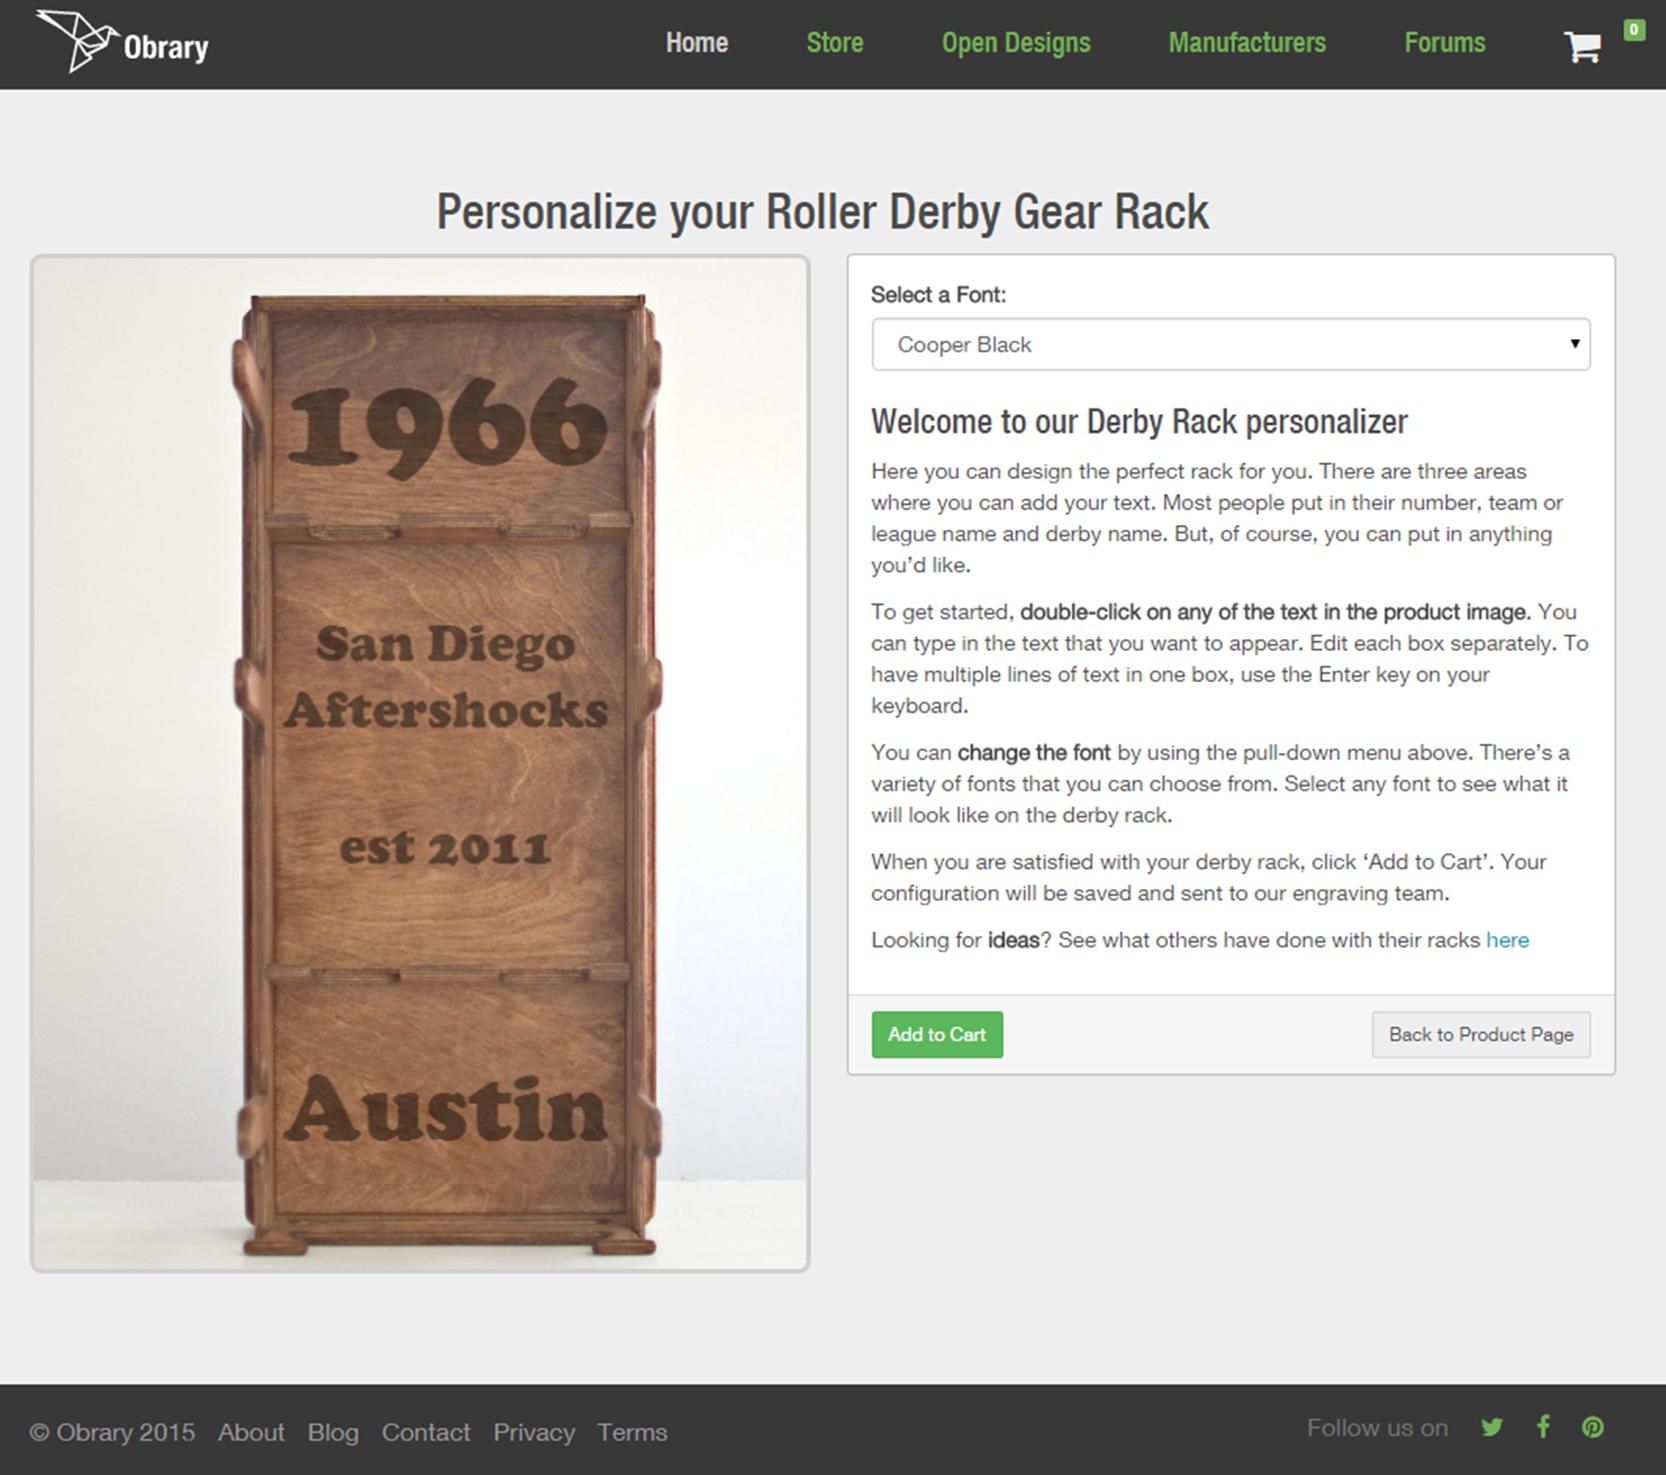 Obrary
Home Store Open Designs Manufacturers Forums 0
Personalize your Roller Derby Gear Rack
1966
San Diego
Aftershocks
est 2011
Austin
Select a Font:
Cooper Black
Welcome to our Derby Rack personalizer
Here you can design the perfect rack for you. There are three areas
where you can add your text. Most people put in their number, team or
league name and derby name. But, of course, you can put in anything
you’d like.
To get started, double-click on any of the text in the product image. You
can type in the text that you want to appear. Edit each box separately. To
have multiple lines of text in one box, use the Enter key on your
keyboard.
You can change the font by using the pull-down menu above. There’s a
variety of fonts that you can choose from. Select any font to see what it
will look like on the derby rack.
When you are satisfied with your derby rack, click ‘Add to Cart’. Your
configuration will be saved and sent to our engraving team.
Looking for ideas? See what others have done with their racks here
Add to Cart
Back to Product Page
© Obrary 2015 About Blog Contact Privacy Terms
Follow us on